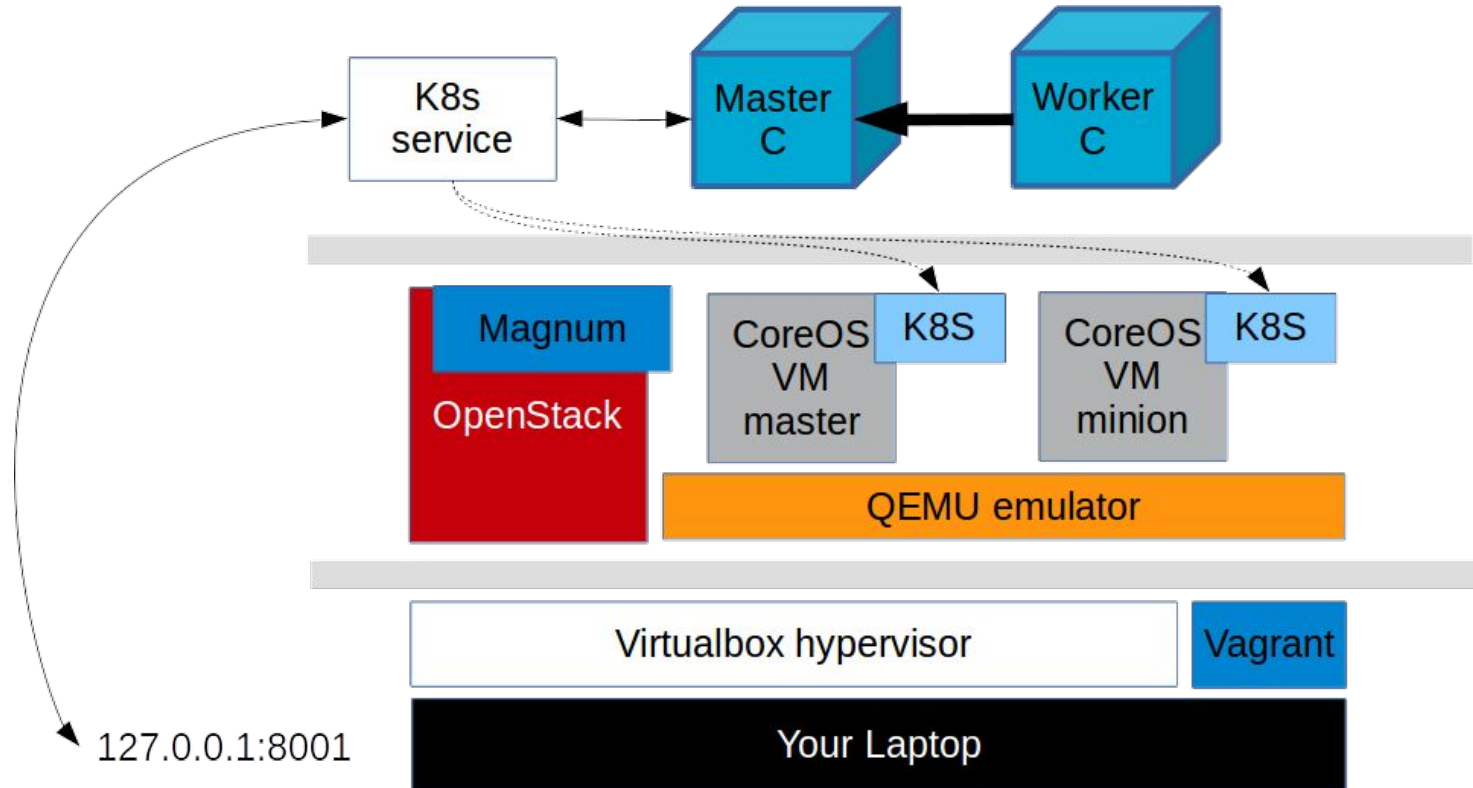 K8s
service
Master
C
Worker
C
Magnum
OpenStack
CoreOS
VM
master
K8S
CoreOS
VM
minion
K8S
QEMU emulator
Virtualbox hypervisor
Vagrant
127.0.0.1:8001
Your Laptop